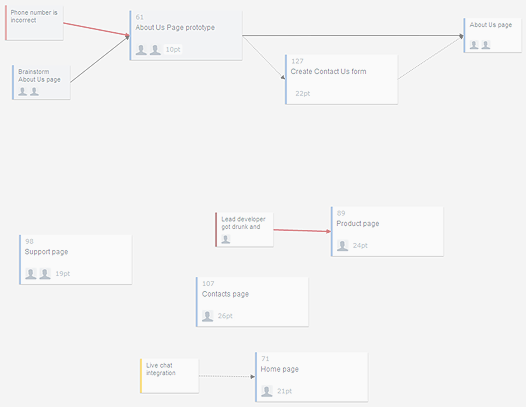 Phone number is
incorrect
61
About Us Page prototype
10pt
About Us page
Brainstorm
About Us page
127
Create Contact Us form
22pt
Lead developer
got drunk and
89
Product page
24pt
98
Support page
19pt
107
Contacts page
26pt
Live chat
integration
71
Home page
21pt